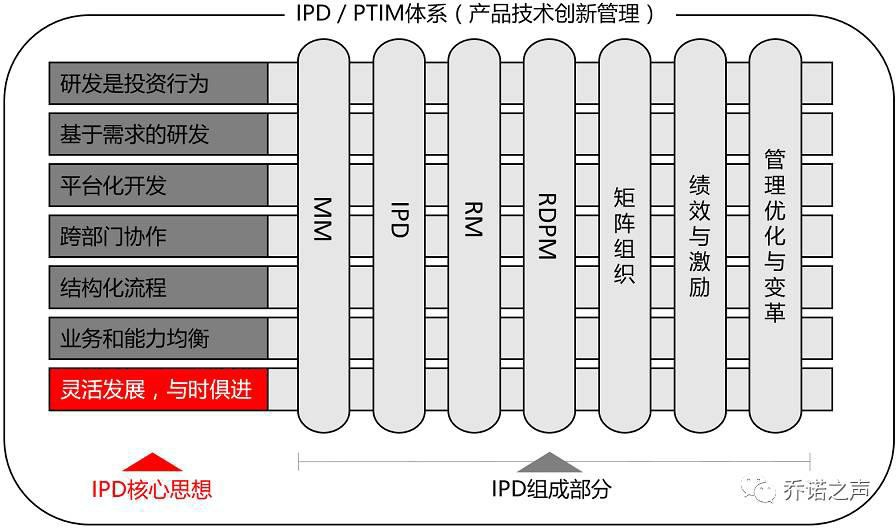 IPD / PTIM体系（产品技术创新管理）
研发是投资行为
基于需求的研发
平台化开发
跨部门协作
结构化流程
业务和能力均衡
灵活发展，与时俱进
MM
IPD
RM
RDPM
矩阵组织
绩效与激励
管理优化与变革
IPD核心思想
IPD组成部分
乔诺之声